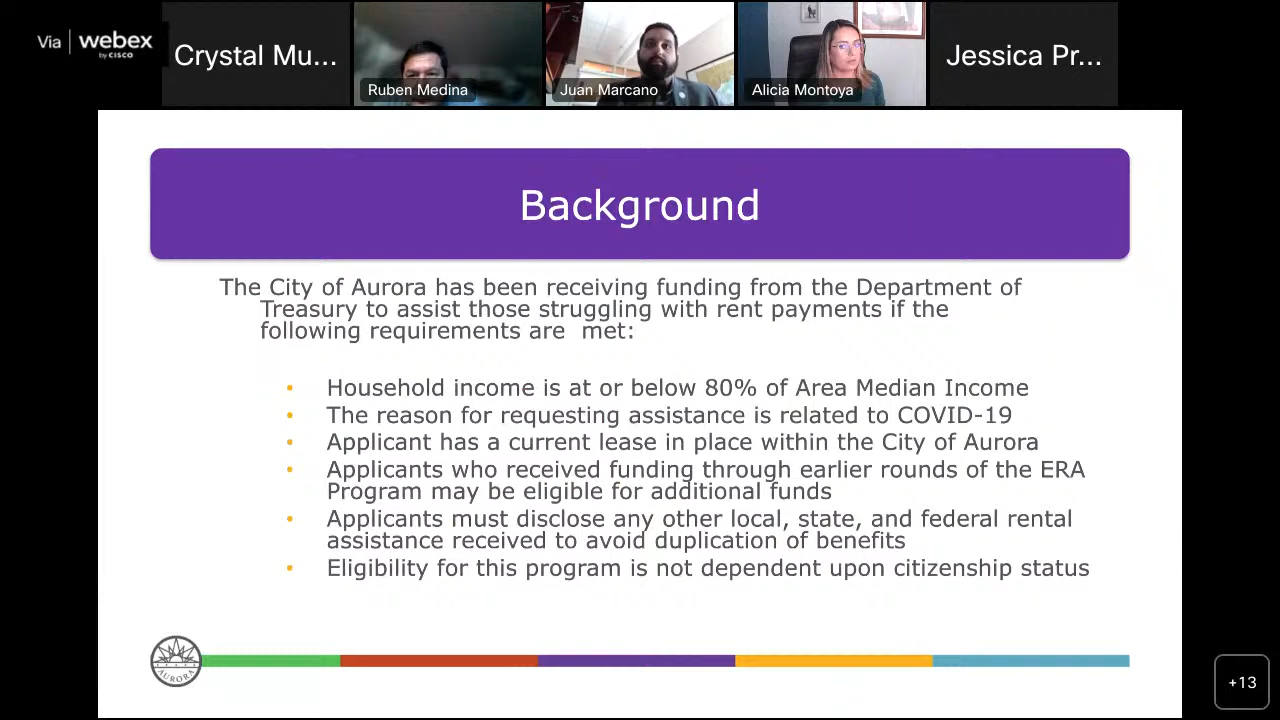 Via | webex
by CISCO
Crystal Mu...
Ruben Medina
Juan Marcano
Alicia Montoya
Jessica Pr...
Background
The City of Aurora has been receiving funding from the Department of
Treasury to assist those struggling with rent payments if the
following requirements are  met:
• Household income is at or below 80% of Area Median Income
• The reason for requesting assistance is related to COVID-19
• Applicant has a current lease in place within the City of Aurora
• Applicants who received funding through earlier rounds of the ERA
Program may be eligible for additional funds
• Applicants must disclose any other local, state, and federal rental
assistance received to avoid duplication of benefits
• Eligibility for this program is not dependent upon citizenship status
AURORA
+13